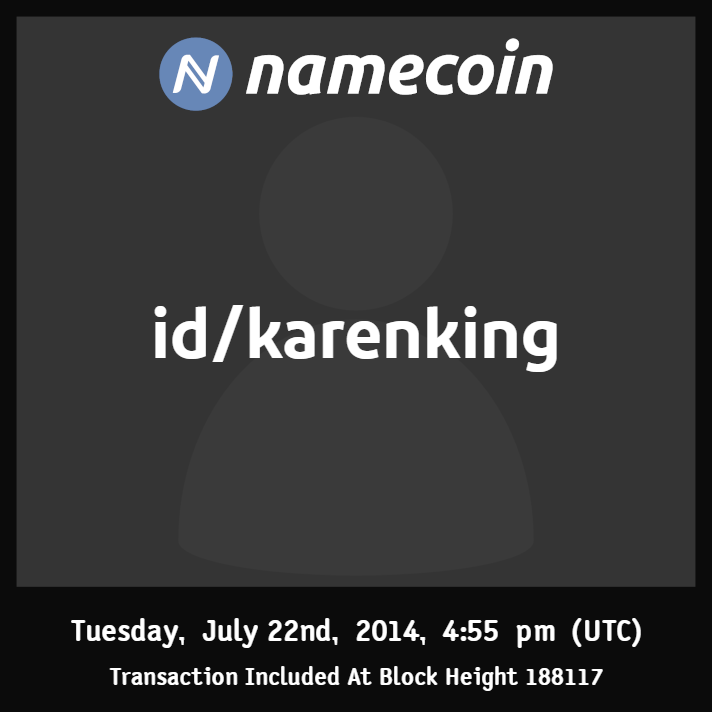 namecoin
id/karenking
Tuesday, July 22nd, 2014, 4:55 pm (UTC)
Transaction Included At Block Height 188117